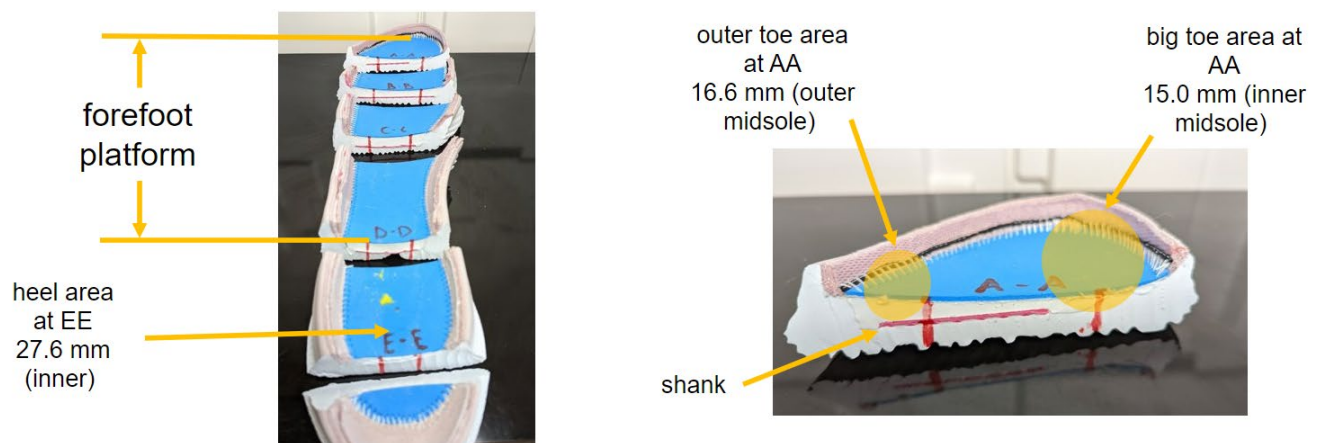 forefoot
platform
heel area
at EE
27.6 mm
(inner)
A-A
B-B
C-C
D-D
E-E
outer toe area
at AA
16.6 mm (outer
midsole)
big toe area at
AA
15.0 mm (inner
midsole)
A - A
shank